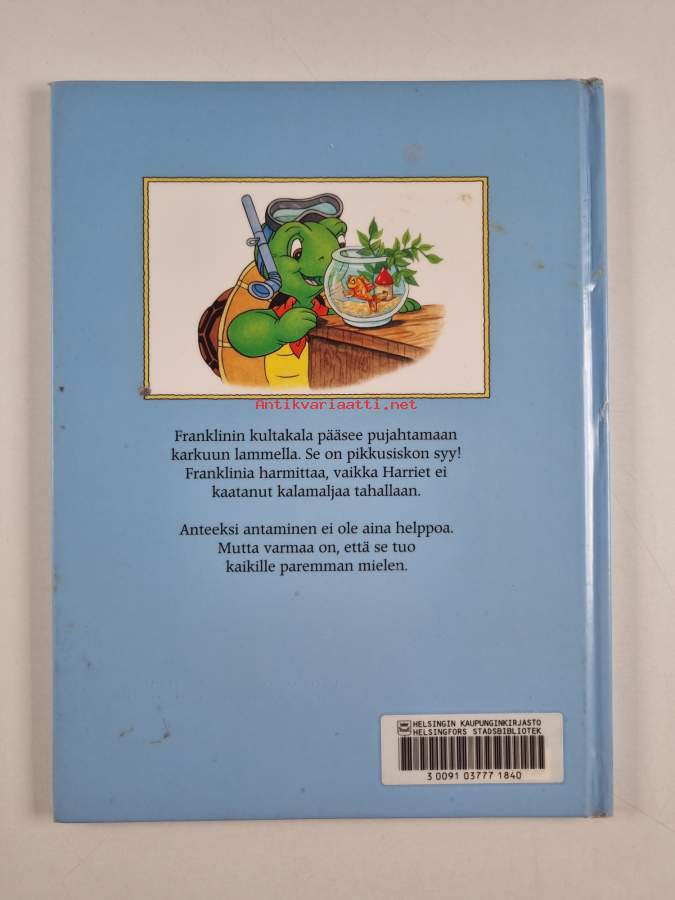 Antikvariaatti.net
Franklinin kultakala pääsee pujahtamaan
karkuun lammella. Se on pikkusiskon syy!
Franklinia harmittaa, vaikka Harriet ei
kaatanut kalamaljaa tahallaan.
Anteeksi antaminen ei ole aina helppoa.
Mutta varmaa on, että se tuo
kaikille paremman mielen.
HELSINGIN KAUPUNGINKIRJASTO
HELSINGFORS STADSBIBLIOTEK
3 0091 03777 1840